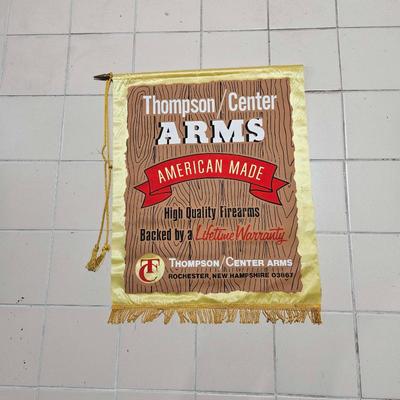 Thompson/Center
ARMS
AMERICAN MADE
High Quality Firearms
Backed by a Lifetime Warranty
TC
THOMPSON/CENTER ARMS
ROCHESTER, NEW HAMPSHIRE 03867